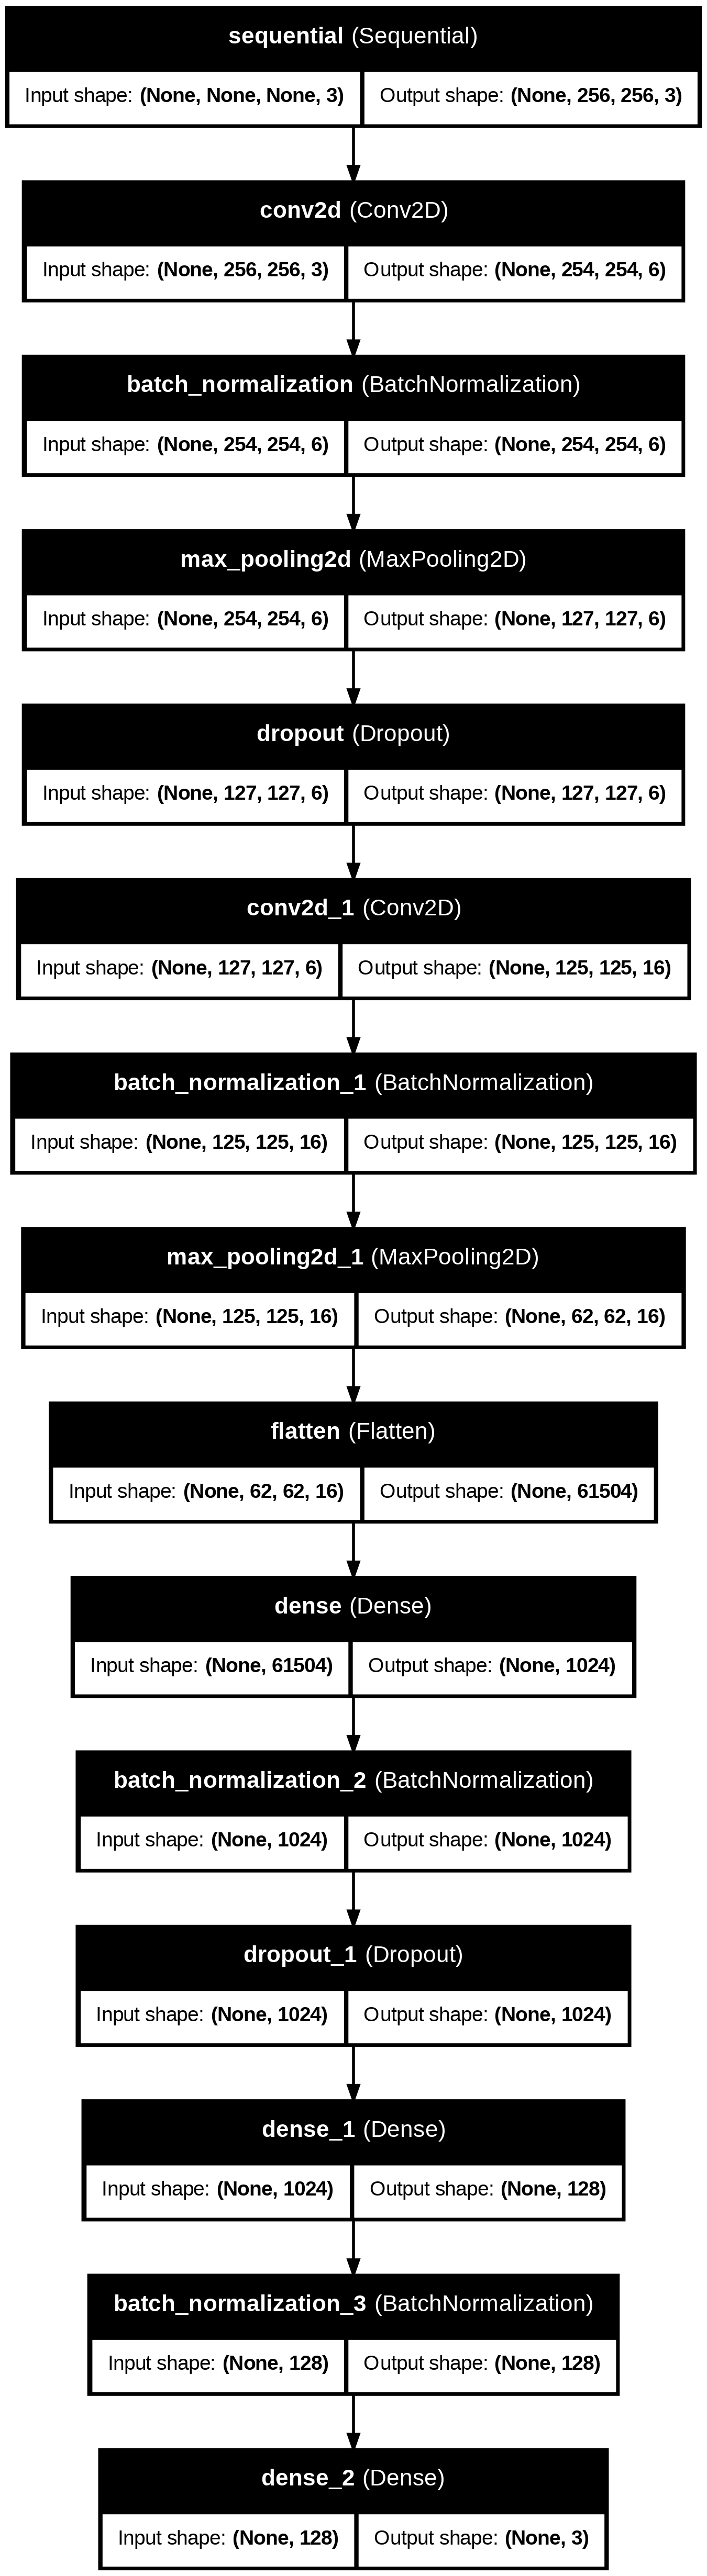 sequential (Sequential)
Input shape: (None, None, None, 3) Output shape: (None, 256, 256, 3)
conv2d (Conv2D)
Input shape: (None, 256, 256, 3) Output shape: (None, 254, 254, 6)
batch_normalization (BatchNormalization)
Input shape: (None, 254, 254, 6) Output shape: (None, 254, 254, 6)
max_pooling2d (MaxPooling2D)
Input shape: (None, 254, 254, 6) Output shape: (None, 127, 127, 6)
dropout (Dropout)
Input shape: (None, 127, 127, 6) Output shape: (None, 127, 127, 6)
conv2d_1 (Conv2D)
Input shape: (None, 127, 127, 6) Output shape: (None, 125, 125, 16)
batch_normalization_1 (BatchNormalization)
Input shape: (None, 125, 125, 16) Output shape: (None, 125, 125, 16)
max_pooling2d_1 (MaxPooling2D)
Input shape: (None, 125, 125, 16) Output shape: (None, 62, 62, 16)
flatten (Flatten)
Input shape: (None, 62, 62, 16) Output shape: (None, 61504)
dense (Dense)
Input shape: (None, 61504) Output shape: (None, 1024)
batch_normalization_2 (BatchNormalization)
Input shape: (None, 1024) Output shape: (None, 1024)
dropout_1 (Dropout)
Input shape: (None, 1024) Output shape: (None, 1024)
dense_1 (Dense)
Input shape: (None, 1024) Output shape: (None, 128)
batch_normalization_3 (BatchNormalization)
Input shape: (None, 128) Output shape: (None, 128)
dense_2 (Dense)
Input shape: (None, 128) Output shape: (None, 3)